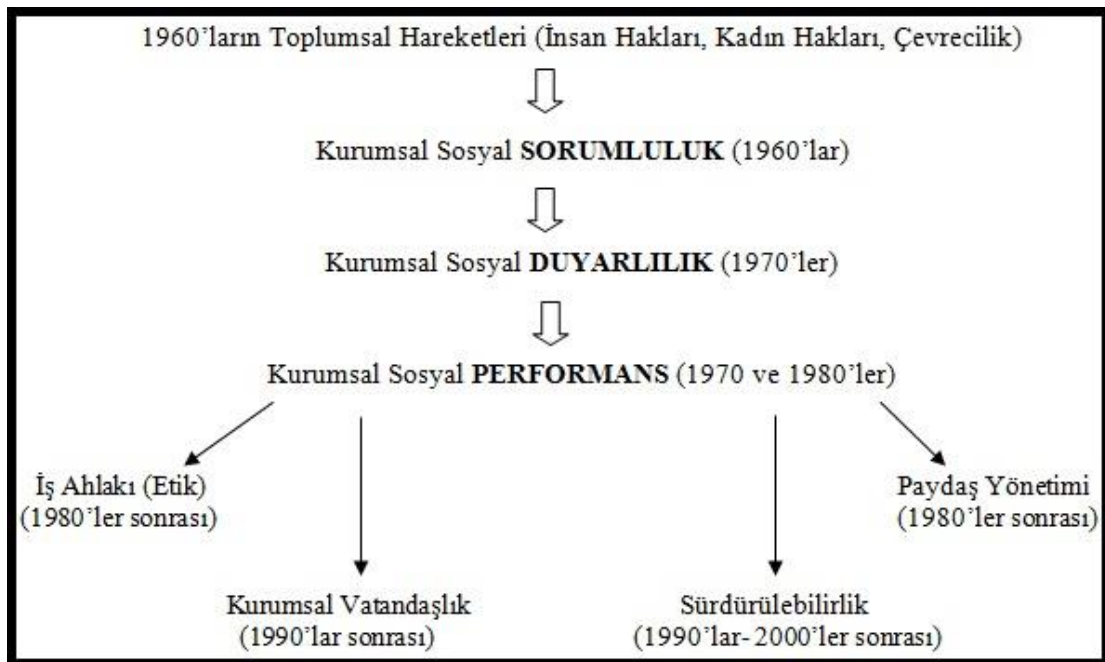 1960’ların Toplumsal Hareketleri (İnsan Hakları, Kadın Hakları, Çevrecilik)
Kurumsal Sosyal SORUMLULUK (1960’lar)
Kurumsal Sosyal DUYARLILIK (1970’ler)
Kurumsal Sosyal PERFORMANS (1970 ve 1980’ler)
İş Ahlakı (Etik)
(1980’ler sonrası)
Paydaş Yönetimi
(1980’ler sonrası)
Kurumsal Vatandaşlık
(1990’lar sonrası)
Sürdürülebilirlik
(1990’lar- 2000’ler sonrası)